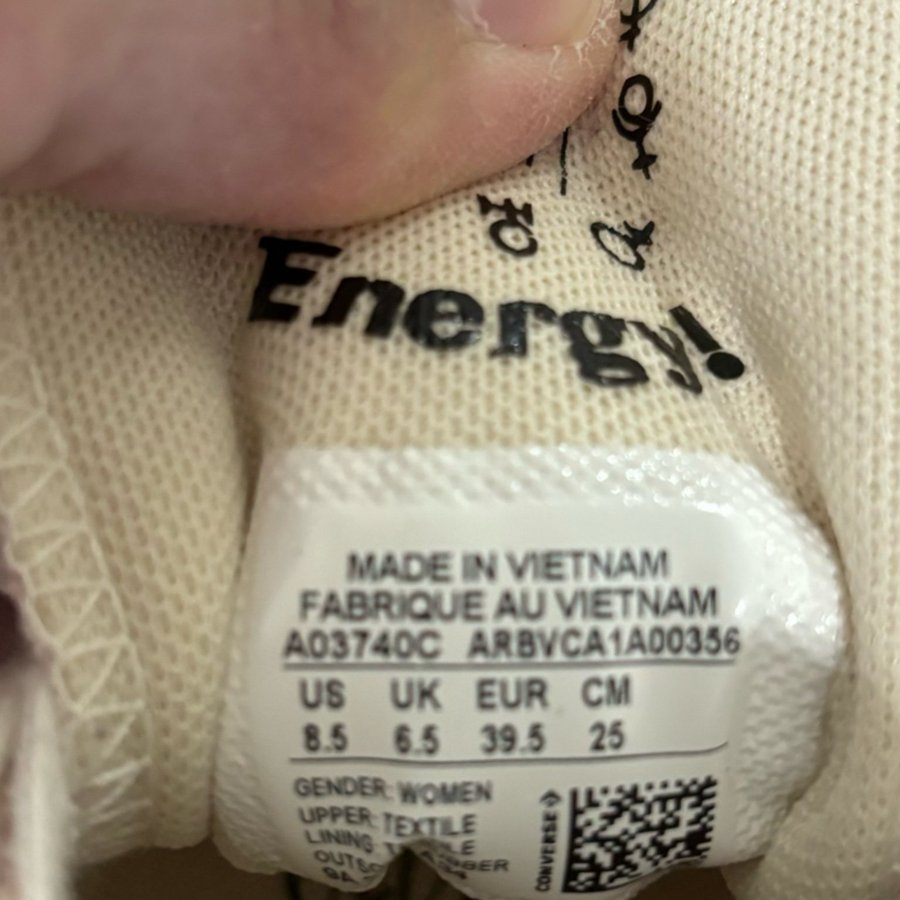 Energy!
MADE IN VIETNAM
FABRIQUE AU VIETNAM
A03740C ARBVCA1A00356
US UK EUR CM
8.5 6.5 39.5 25
GENDER: WOMEN
UPPER: TEXTILE
LINING:
CONVERSE